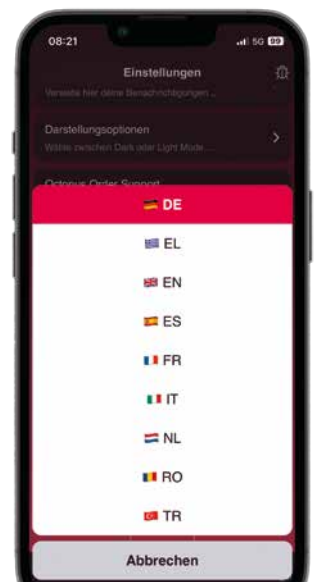 08:21
5G 99
Einstellungen
Verwalte hier deine Benachrichtigungen ...
Darstellungsoptionen
Wähle zwischen Dark oder Light Mode ...
Octopus Order Support
DE
EL
EN
ES
FR
IT
NL
RO
TR
Abbrechen